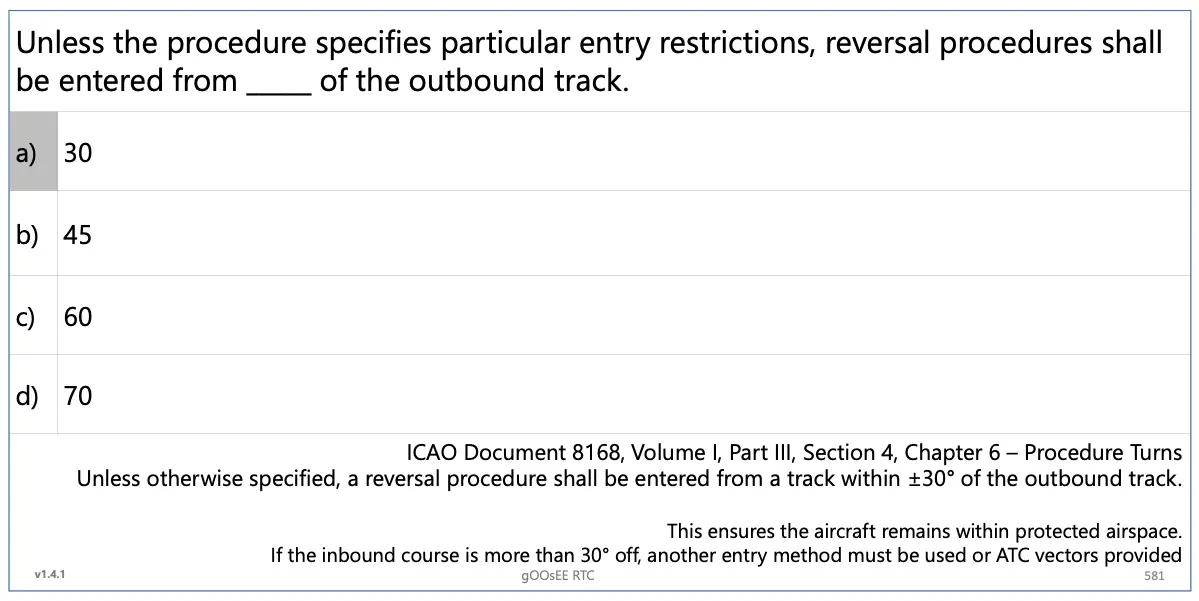 Unless the procedure specifies particular entry restrictions, reversal procedures shall
be entered from _____ of the outbound track.
a) 30
b) 45
c) 60
d) 70
ICAO Document 8168, Volume I, Part III, Section 4, Chapter 6 – Procedure Turns
Unless otherwise specified, a reversal procedure shall be entered from a track within ±30° of the outbound track.
This ensures the aircraft remains within protected airspace.
If the inbound course is more than 30° off, another entry method must be used or ATC vectors provided
v1.4.1 gOOsEE RTC 581